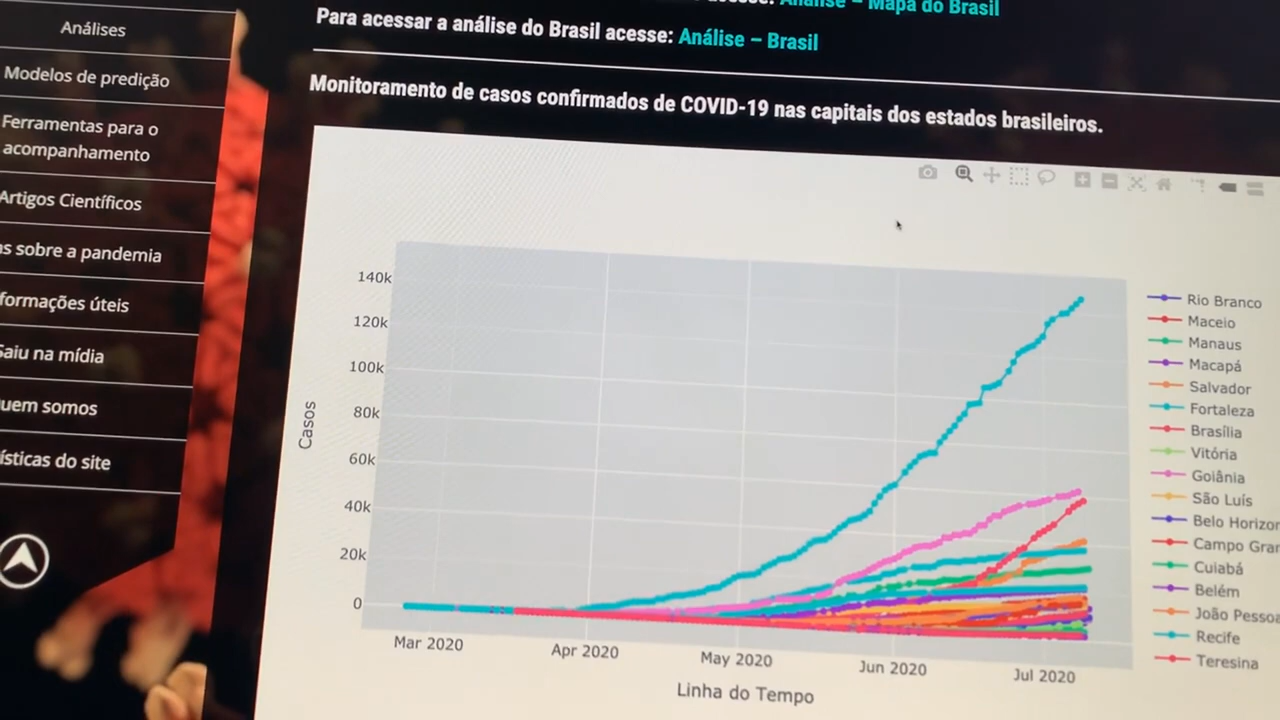 Análise – Mapa do Brasil
Para acessar a análise do Brasil acesse: Análise – Brasil
Monitoramento de casos confirmados de COVID-19 nas capitais dos estados brasileiros.
Análises
Modelos de predição
Ferramentas para o
acompanhamento
Artigos Científicos
sobre a pandemia
formações úteis
Saiu na mídia
uem somos
ísticas do site
140k
120k
100k
80k
60k
40k
20k
0
Casos
Mar 2020
Apr 2020
May 2020
Jun 2020
Jul 2020
Linha do Tempo
Rio Branco
Maceio
Manaus
Macapá
Salvador
Fortaleza
Brasília
Vitória
Goiânia
São Luís
Belo Horizon
Campo Gran
Cuiabá
Belém
João Pessoa
Recife
Teresina